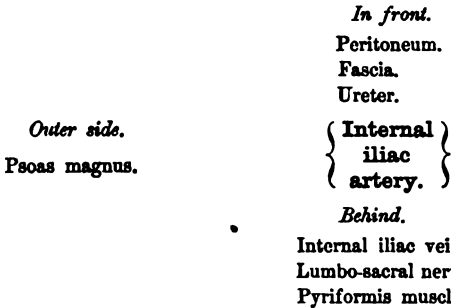 In front.
Peritoneum.
Fascia.
Ureter.
Outer side.
Psoas magnus.
Internal
iliac
artery.
Behind.
Internal iliac vei
Lumbo-sacral ner
Pyriformis muscl